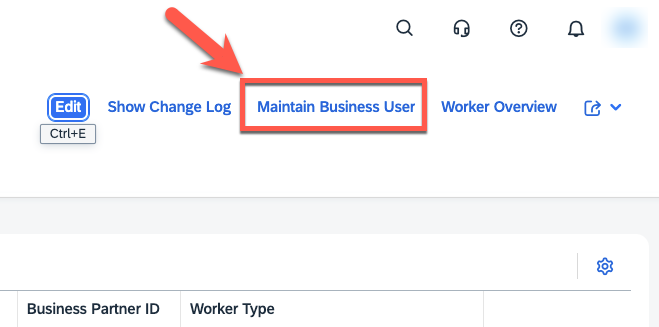 Edit Show Change Log Maintain Business User Worker Overview
Ctrl+E
Business Partner ID Worker Type